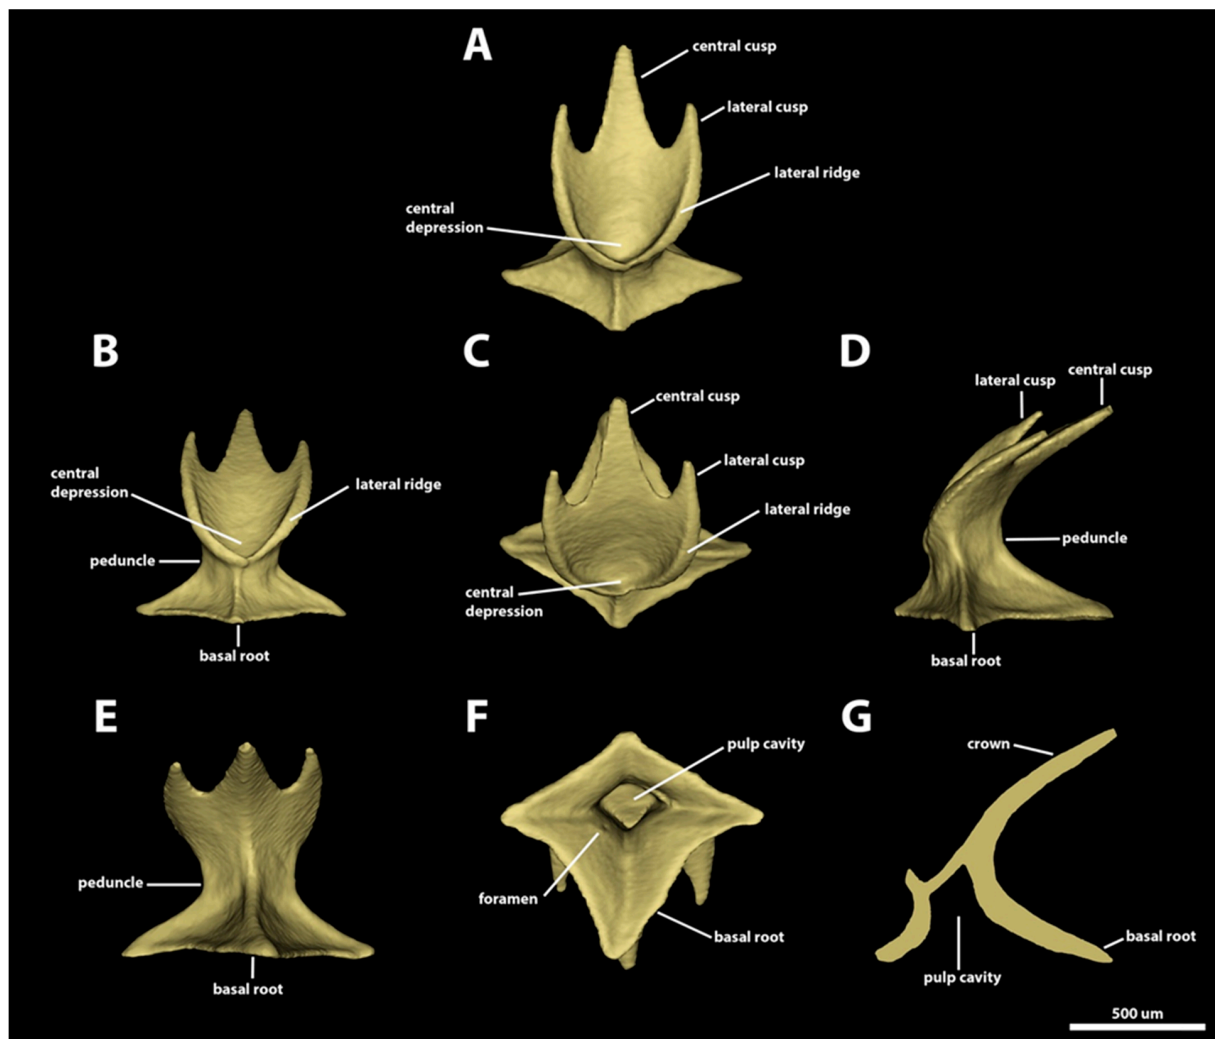 A
central cusp
lateral cusp
lateral ridge
central
depression
B
C
D
central
depression
lateral ridge
peduncle
basal root
central cusp
lateral cusp
lateral ridge
central
depression
lateral cusp
central cusp
peduncle
basal root
E
F
G
peduncle
basal root
pulp cavity
foramen
basal root
crown
basal root
pulp cavity
500 um